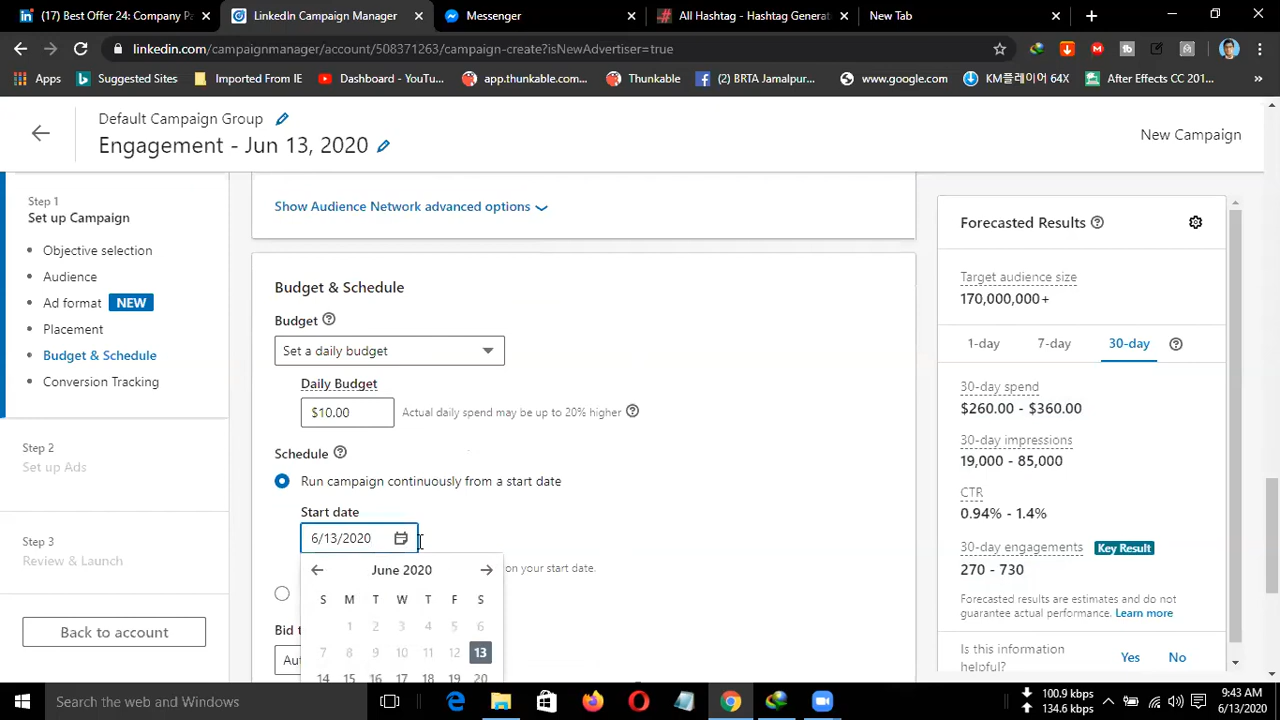 (17) Best Offer 24: Company Pa
LinkedIn Campaign Manager
Messenger
All Hashtag - Hashtag Generat
New Tab
linkedin.com/campaignmanager/account/508371263/campaign-create?isNewAdvertiser=true
Apps
Suggested Sites
Imported From IE
Dashboard - YouTu...
app.thunkable.com...
Thunkable
BRTA Jamalpur...
www.google.com
KM플레이어 64X
After Effects CC 201...
Default Campaign Group
Engagement - Jun 13, 2020
New Campaign
Step 1
Set up Campaign
Objective selection
Audience
Ad format NEW
Placement
Budget & Schedule
Conversion Tracking
Step 2
Set up Ads
Step 3
Review & Launch
Back to account
Show Audience Network advanced options
Budget & Schedule
Budget
Set a daily budget
Daily Budget
$10.00
Actual daily spend may be up to 20% higher
Schedule
Run campaign continuously from a start date
Start date
6/13/2020
on your start date.
June 2020
S M T W T F S
1 2 3 4 5 6
7 8 9 10 11 12 13
14 15 16 17 18 19 20
Bid t
Aut
Forecasted Results
Target audience size
170,000,000+
1-day
7-day
30-day
30-day spend
$260.00 - $360.00
30-day impressions
19,000 - 85,000
CTR
0.94% - 1.4%
30-day engagements
Key Result
270 - 730
Forecasted results are estimates and do not
guarantee actual performance. Learn more
Is this information
helpful?
Yes
No
Search the web and Windows
100.9 kbps
134.6 kbps
9:43 AM
6/13/2020